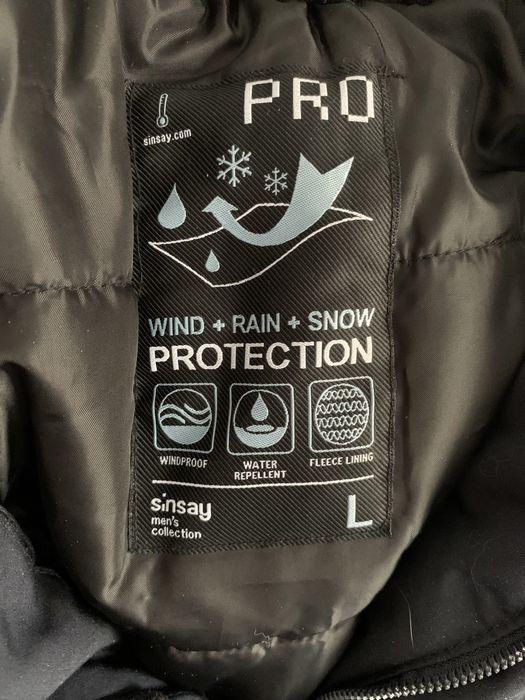 PRO
sinsay.com
WIND + RAIN + SNOW
PROTECTION
WINDPROOF
WATER
REPELLENT
FLEECE LINING
sinsay
men's
collection
L